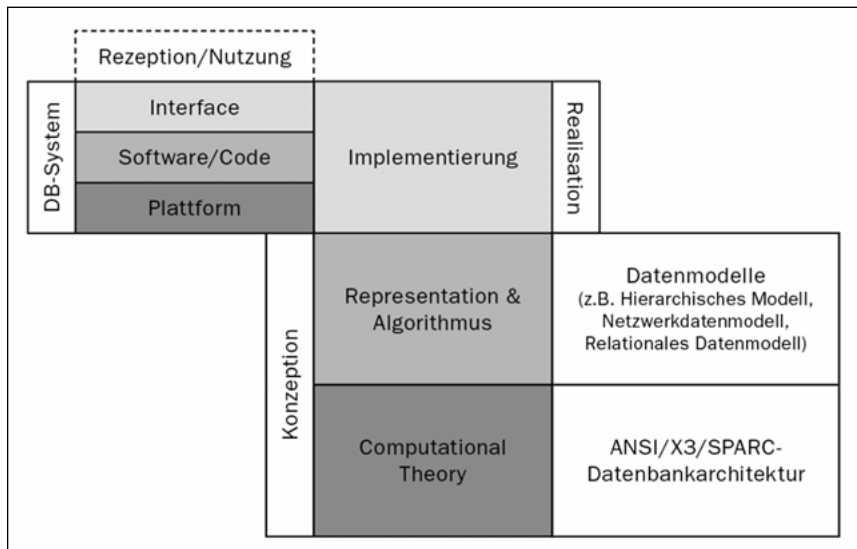 Rezeption/Nutzung
DB-System
Interface
Software/Code
Plattform
Implementierung
Realisation
Konzeption
Representation &
Algorithmus
Datenmodelle
(z.B. Hierarchisches Modell,
Netzwerkdatenmodell,
Relationales Datenmodell)
Computational
Theory
ANSI/X3/SPARC-
Datenbankarchitektur